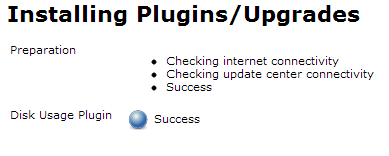 Installing Plugins/Upgrades
Preparation
Checking internet connectivity
Checking update center connectivity
Success
Disk Usage Plugin Success